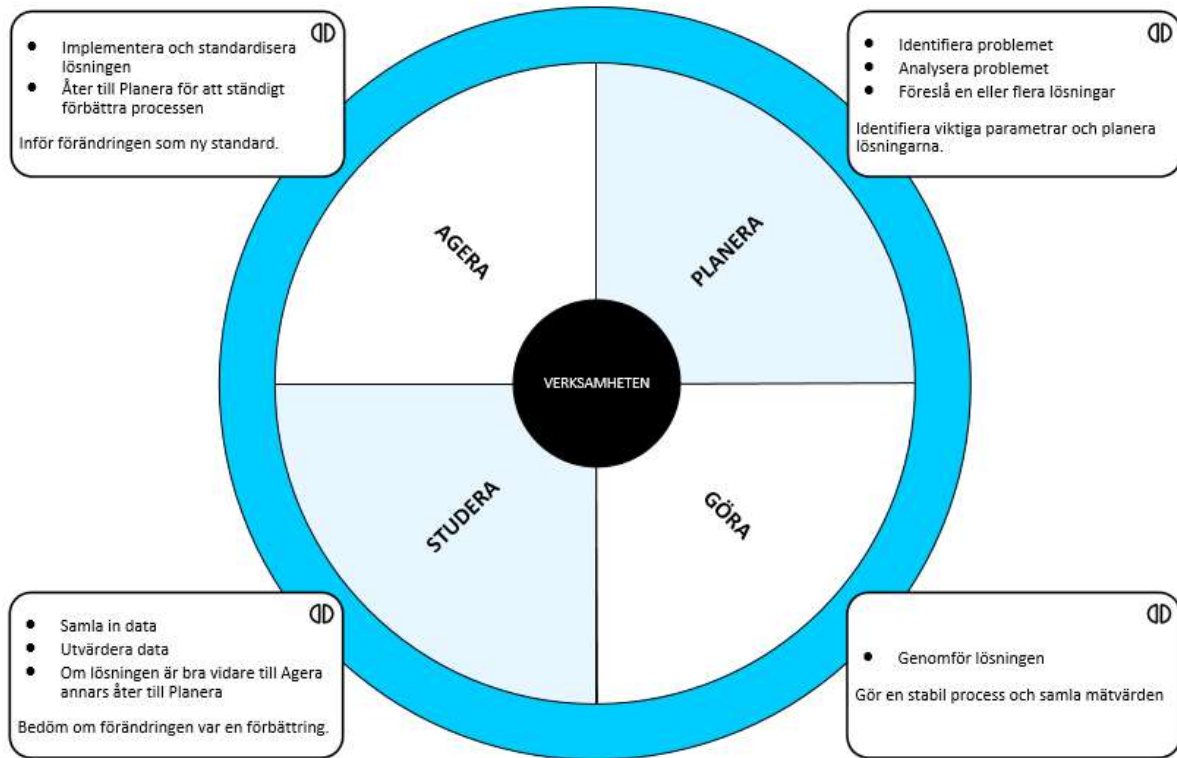 • Implementera och standardisera
lösningen
• Åter till Planera för att ständigt
förbättra processen
Inför förändringen som ny standard.
• Identifiera problemet
• Analysera problemet
• Föreslå en eller flera lösningar
Identifiera viktiga parametrar och planera
lösningarna.
AGERA
PLANERA
VERKSAMHETEN
STUDERA
GÖRA
• Samla in data
• Utvärdera data
• Om lösningen är bra vidare till Agera
annars åter till Planera
Bedöm om förändringen var en förbättring.
• Genomför lösningen
Gör en stabil process och samla mätvärden